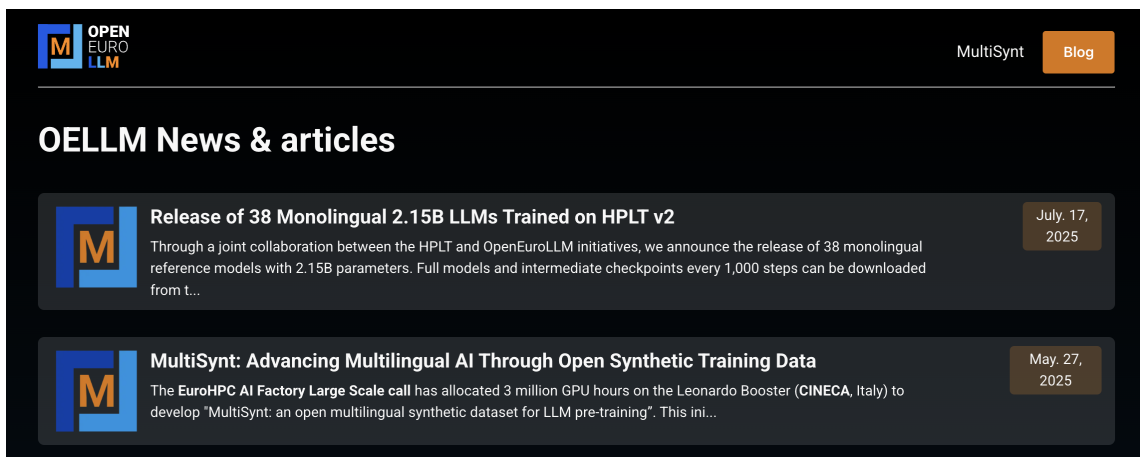 OPEN
EURO
LLM
M
MultiSynt
Blog
OELLM News & articles
M
Release of 38 Monolingual 2.15B LLMs Trained on HPLT v2
July. 17,
2025
Through a joint collaboration between the HPLT and OpenEuroLLM initiatives, we announce the release of 38 monolingual
reference models with 2.15B parameters. Full models and intermediate checkpoints every 1,000 steps can be downloaded
from t...
M
MultiSynt: Advancing Multilingual AI Through Open Synthetic Training Data
May. 27,
2025
The EuroHPC AI Factory Large Scale call has allocated 3 million GPU hours on the Leonardo Booster (CINECA, Italy) to
develop "MultiSynt: an open multilingual synthetic dataset for LLM pre-training”. This ini...